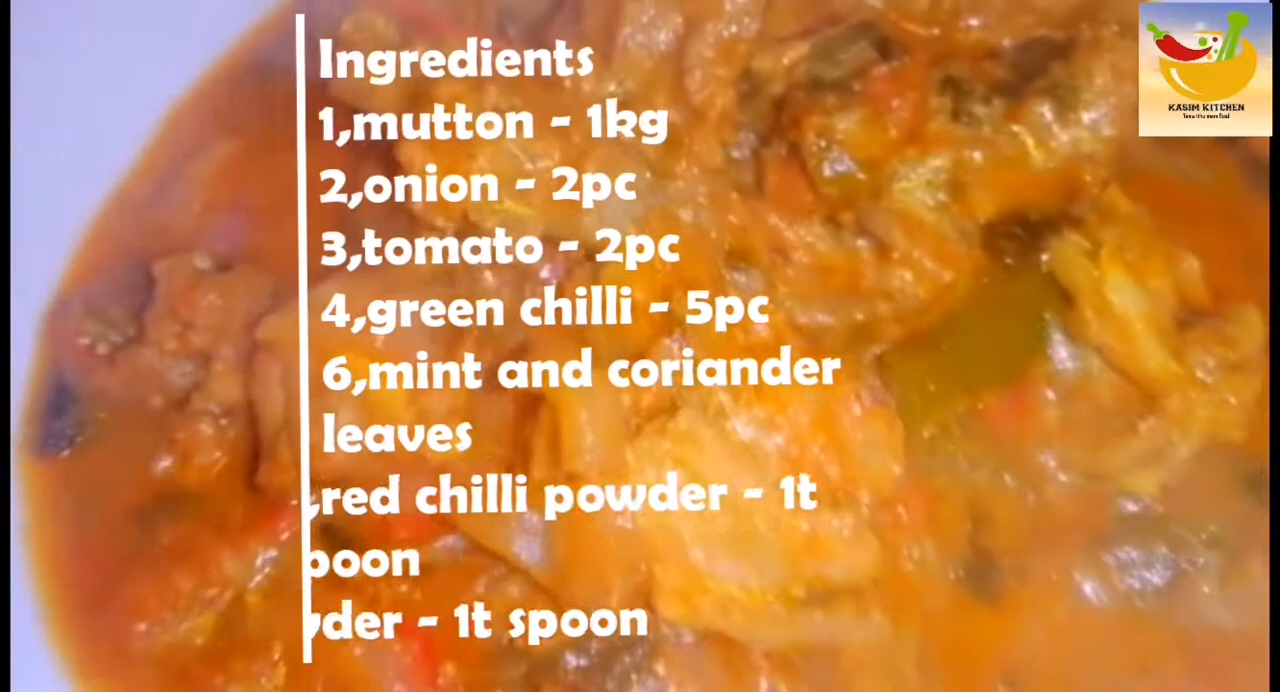 Ingredients
1,mutton - 1kg
2,onion - 2pc
3,tomato - 2pc
4,green chilli - 5pc
6,mint and coriander
leaves
,red chilli powder - 1t
poon
der - 1t spoon
KASIM KITCHEN